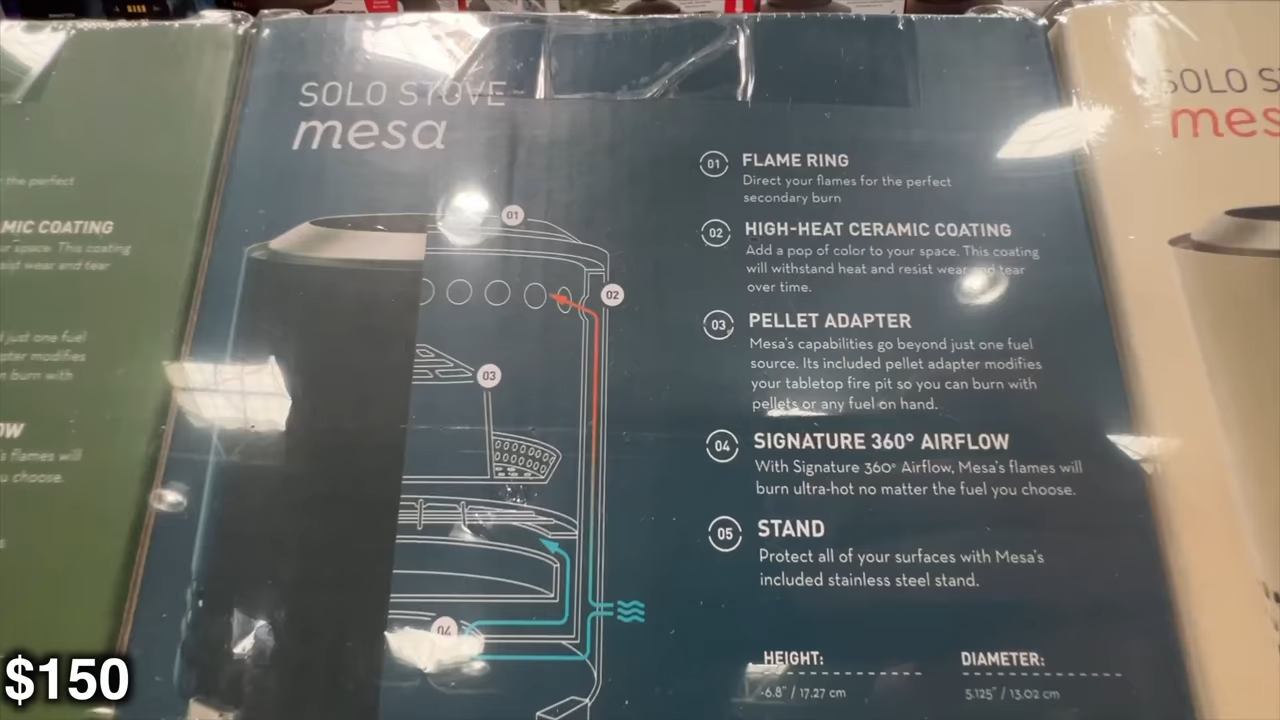 the perfect
MIC COATING
space. This coating
sist wear and tear
d just one fuel
pter modifies
n burn with
OW
's flames will
u choose.
SOLO STOVE
mesa
01
02
03
04
01 FLAME RING
Direct your flames for the perfect
secondary burn
02 HIGH-HEAT CERAMIC COATING
Add a pop of color to your space. This coating
will withstand heat and resist wear and tear
over time.
03 PELLET ADAPTER
Mesa's capabilities go beyond just one fuel
source. Its included pellet adapter modifies
your tabletop fire pit so you can burn with
pellets or any fuel on hand.
04 SIGNATURE 360° AIRFLOW
With Signature 360° Airflow, Mesa's flames will
burn ultra-hot no matter the fuel you choose.
05 STAND
Protect all of your surfaces with Mesa's
included stainless steel stand.
HEIGHT: DIAMETER:
6.8" / 17.27 cm 5.125" / 13.02 cm
SOLO S
mes
$150